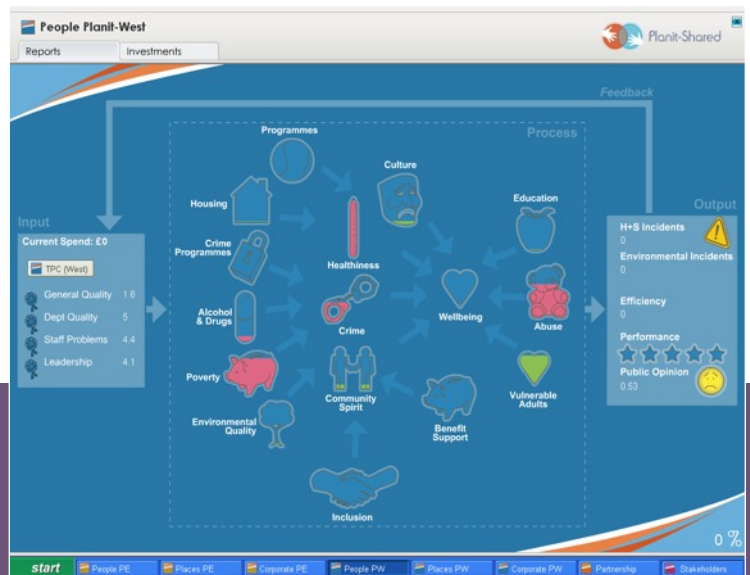 People Planit-West
Reports
Investments
Planit-Shared
Feedback
Process
Programmes
Culture
Housing
Education
Input
Output
Current Spend: £0
TPC (West)
General Quality 1.6
Dept Quality 5
Staff Problems 4.4
Leadership 4.1
Crime
Programmes
Healthiness
Alcohol
& Drugs
Crime
Wellbeing
Abuse
Poverty
Community
Spirit
Vulnerable
Adults
Environmental
Quality
Benefit
Support
Inclusion
H+S Incidents
0
Environmental Incidents
0
Efficiency
0
Performance
Public Opinion
0.53
0 %
start
People PE
Places PE
Corporate PE
People PW
Places PW
Corporate PW
Partnership
Stakeholders